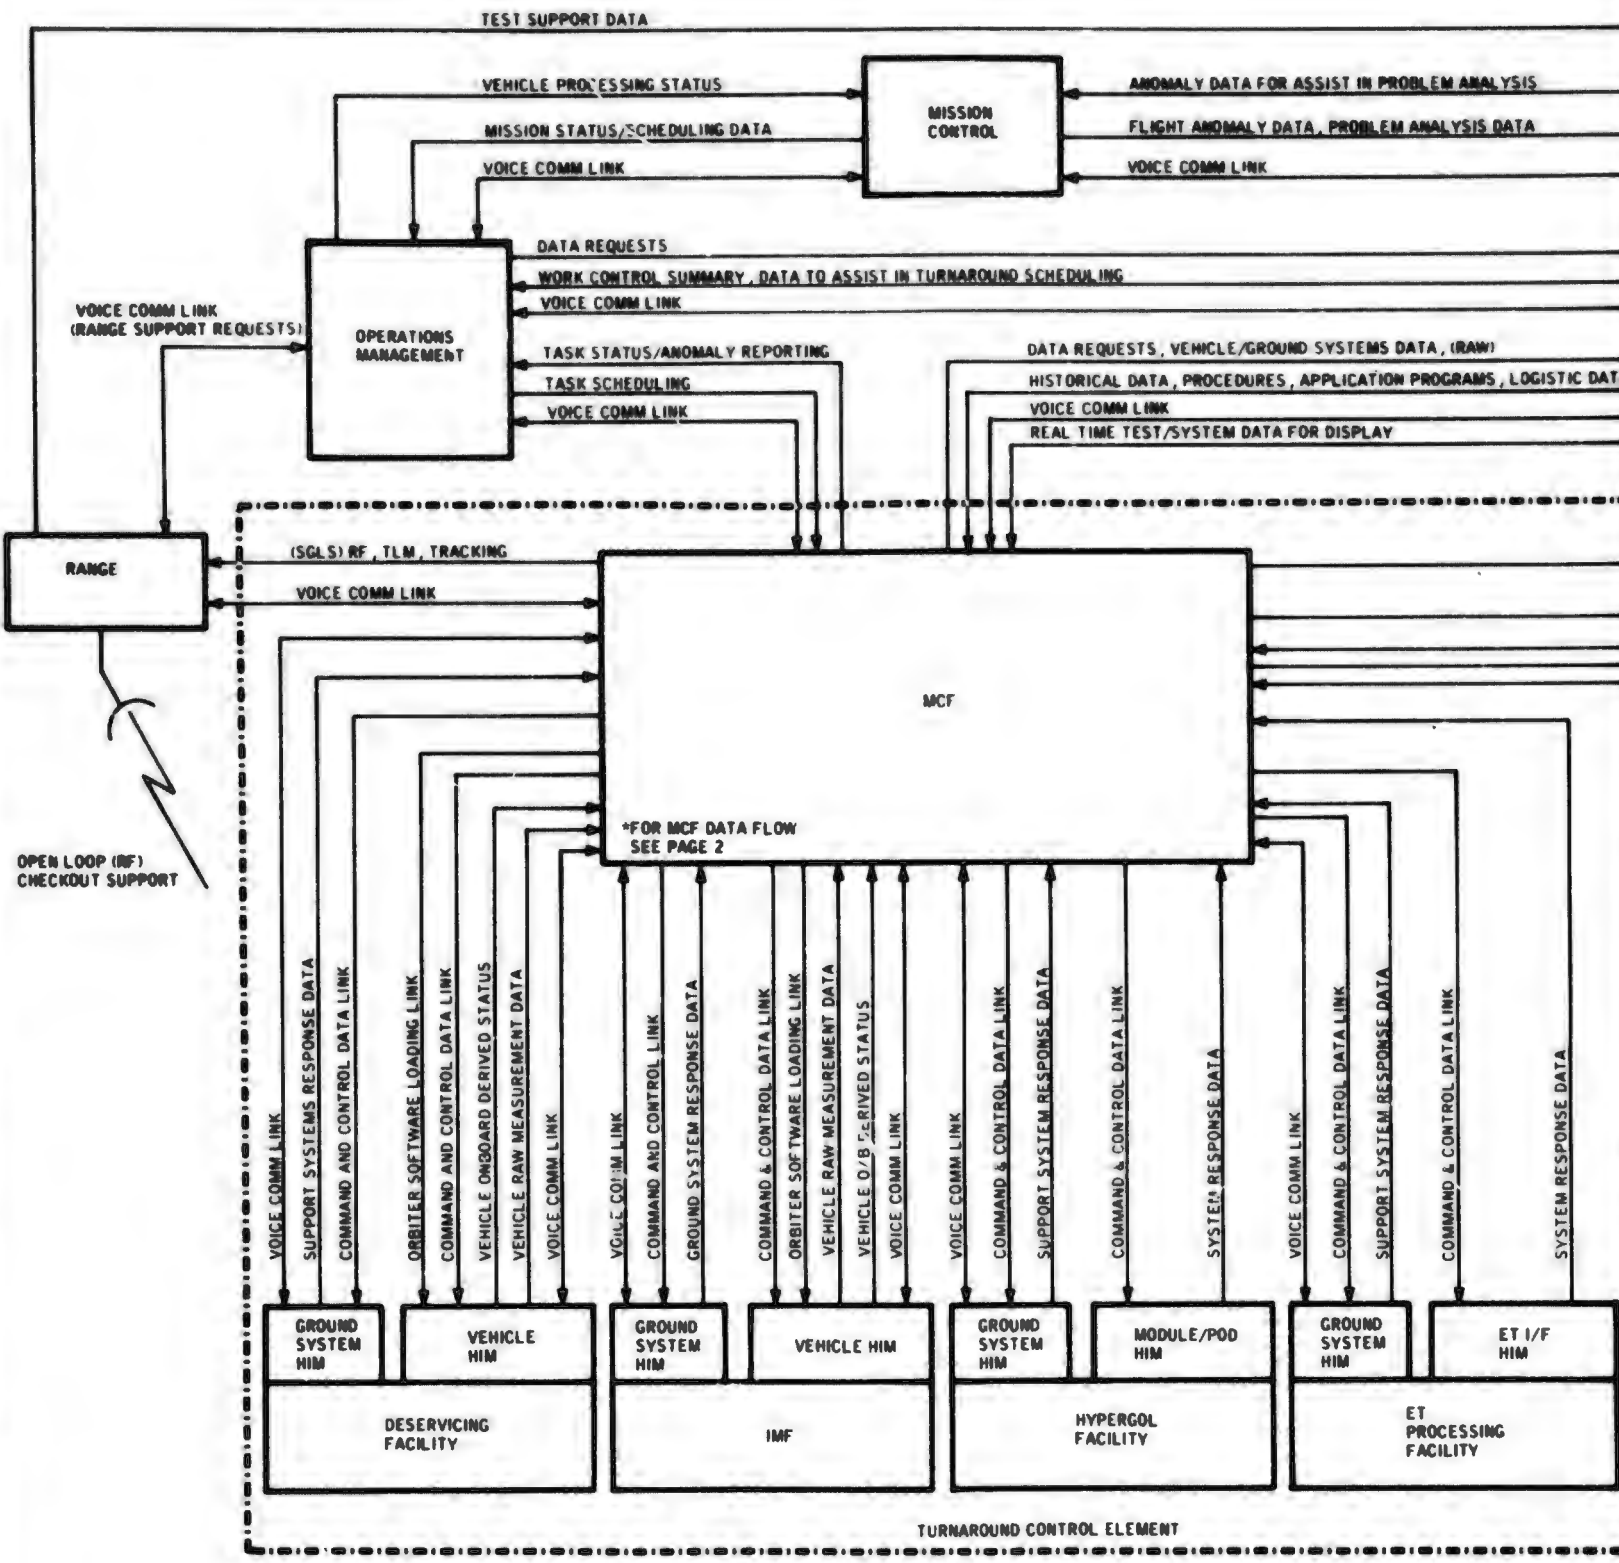 TEST SUPPORT DATA
VEHICLE PROCESSING STATUS
MISSION STATUS/SCHEDULING DATA
VOICE COMM LINK
MISSION
CONTROL
ANOMALY DATA FOR ASSIST IN PROBLEM ANALYSIS
FLIGHT ANOMALY DATA, PROBLEM ANALYSIS DATA
VOICE COMM LINK
DATA REQUESTS
WORK CONTROL SUMMARY, DATA TO ASSIST IN TURNAROUND SCHEDULING
VOICE COMM LINK
VOICE COMM LINK
(RANGE SUPPORT REQUESTS)
OPERATIONS
MANAGEMENT
TASK STATUS/ANOMALY REPORTING
TASK SCHEDULING
VOICE COMM LINK
DATA REQUESTS, VEHICLE/GROUND SYSTEMS DATA, (RAW)
HISTORICAL DATA, PROCEDURES, APPLICATION PROGRAMS, LOGISTIC DAT
VOICE COMM LINK
REAL TIME TEST/SYSTEM DATA FOR DISPLAY
RANGE
(SGLS) RF, TLM, TRACKING
VOICE COMM LINK
MCF
*FOR MCF DATA FLOW
SEE PAGE 2
OPEN LOOP (RF)
CHECKOUT SUPPORT
VOICE COMM LINK
SUPPORT SYSTEMS RESPONSE DATA
COMMAND AND CONTROL DATA LINK
ORBITER SOFTWARE LOADING LINK
COMMAND AND CONTROL DATA LINK
VEHICLE ONBOARD DERIVED STATUS
VEHICLE RAW MEASUREMENT DATA
VOICE COMM LINK
VOICE COMM LINK
COMMAND AND CONTROL LINK
GROUND SYSTEM RESPONSE DATA
COMMAND & CONTROL DATA LINK
ORBITER SOFTWARE LOADING LINK
VEHICLE RAW MEASUREMENT DATA
VEHICLE O/B DERIVED STATUS
VOICE COMM LINK
VOICE COMM LINK
COMMAND & CONTROL DATA LINK
SUPPORT SYSTEM RESPONSE DATA
COMMAND & CONTROL DATA LINK
SYSTEM RESPONSE DATA
VOICE COMM LINK
COMMAND & CONTROL DATA LINK
SUPPORT SYSTEM RESPONSE DATA
COMMAND & CONTROL DATA LINK
SYSTEM RESPONSE DATA
GROUND
SYSTEM
HIM
VEHICLE
HIM
DESERVICING
FACILITY
GROUND
SYSTEM
HIM
VEHICLE HIM
IMF
GROUND
SYSTEM
HIM
MODULE/POD
HIM
HYPERGOL
FACILITY
GROUND
SYSTEM
HIM
ET I/F
HIM
ET
PROCESSING
FACILITY
TURNAROUND CONTROL ELEMENT